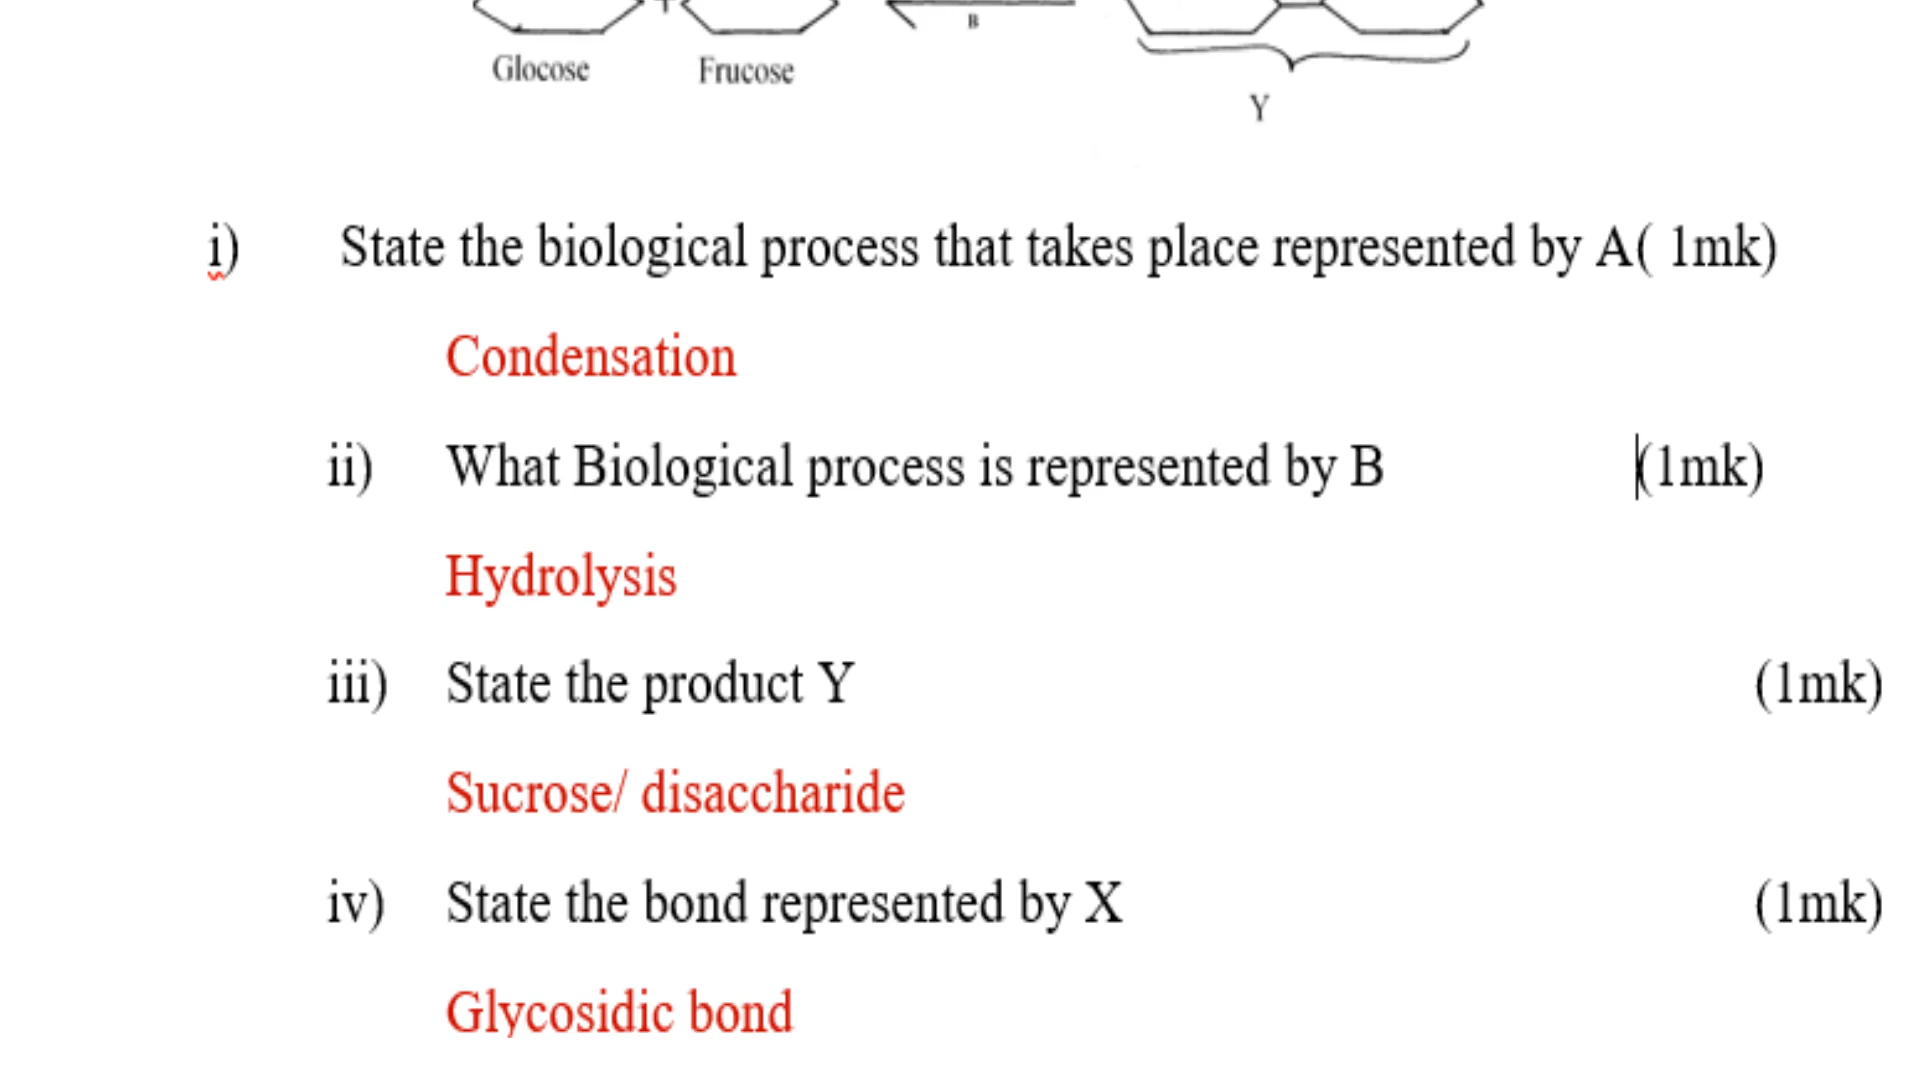 +
B
Glocose Frucose
Y
i) State the biological process that takes place represented by A( 1mk)
Condensation
ii) What Biological process is represented by B (1mk)
Hydrolysis
iii) State the product Y (1mk)
Sucrose/ disaccharide
iv) State the bond represented by X (1mk)
Glycosidic bond